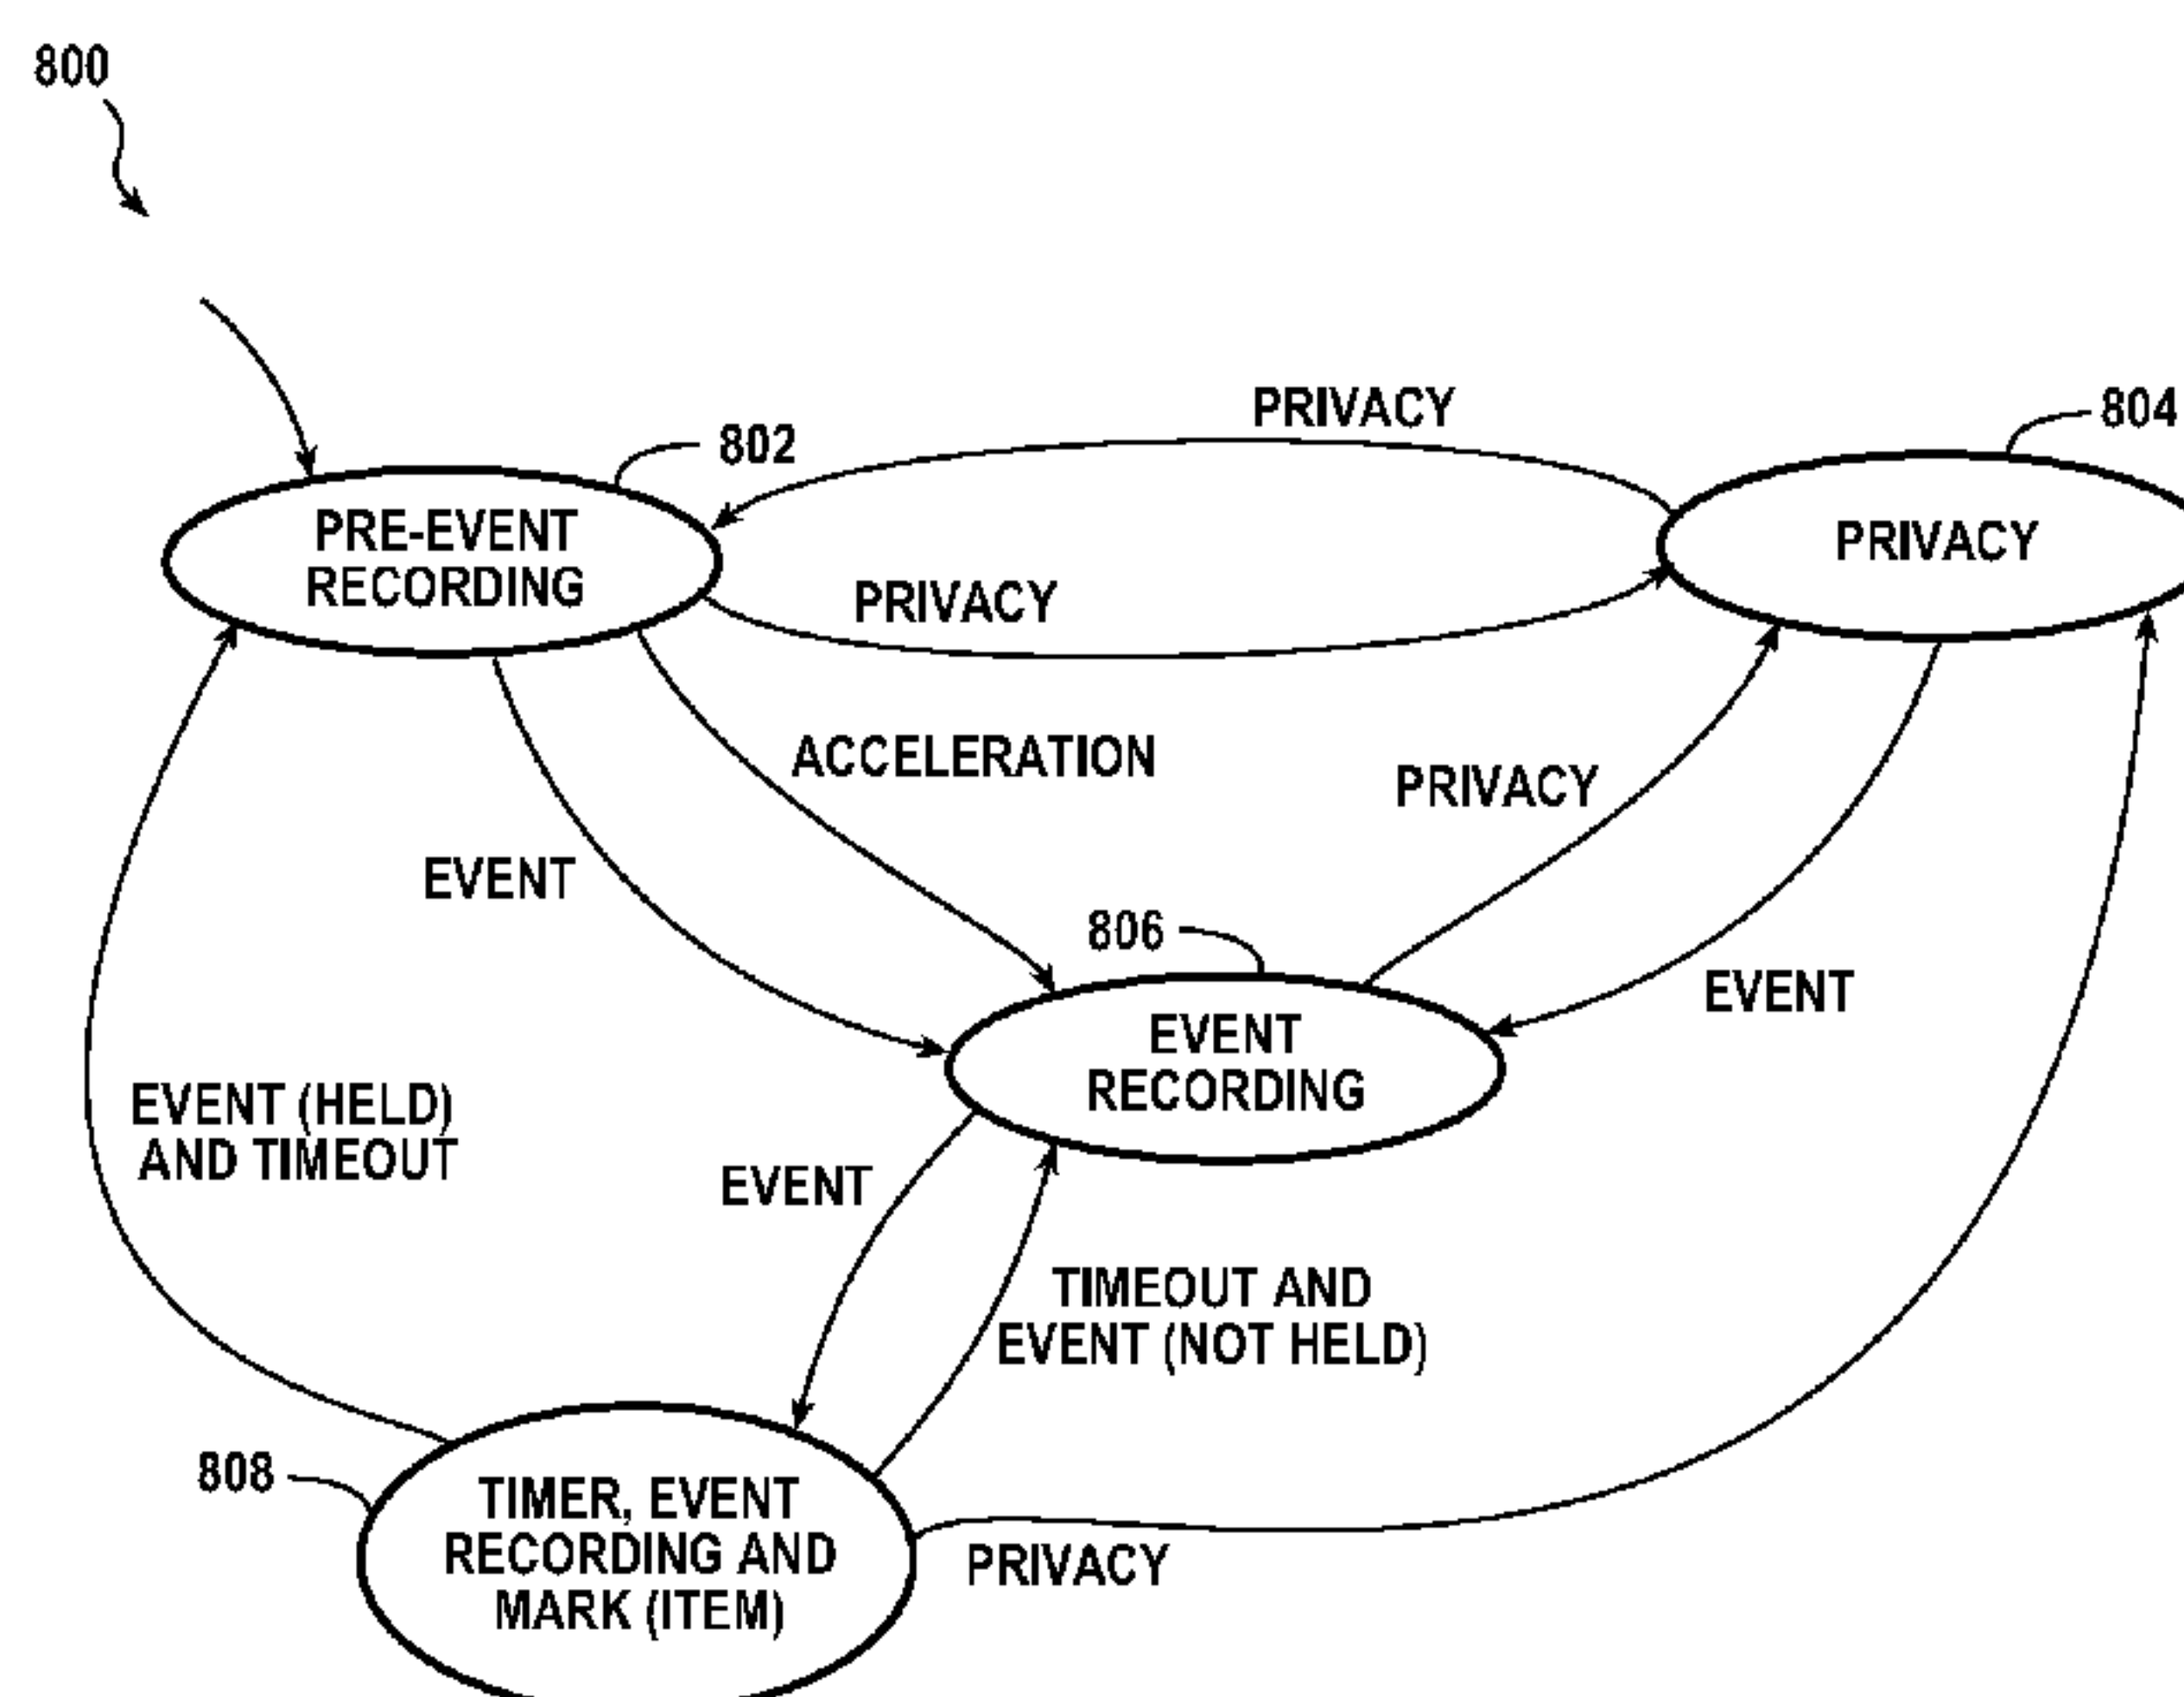 800
PRIVACY
804
802
PRE-EVENT
RECORDING
PRIVACY
PRIVACY
ACCELERATION
PRIVACY
EVENT
806
EVENT
EVENT
RECORDING
EVENT (HELD)
AND TIMEOUT
EVENT
TIMEOUT AND
EVENT (NOT HELD)
808
TIMER, EVENT
RECORDING AND
MARK (ITEM)
PRIVACY